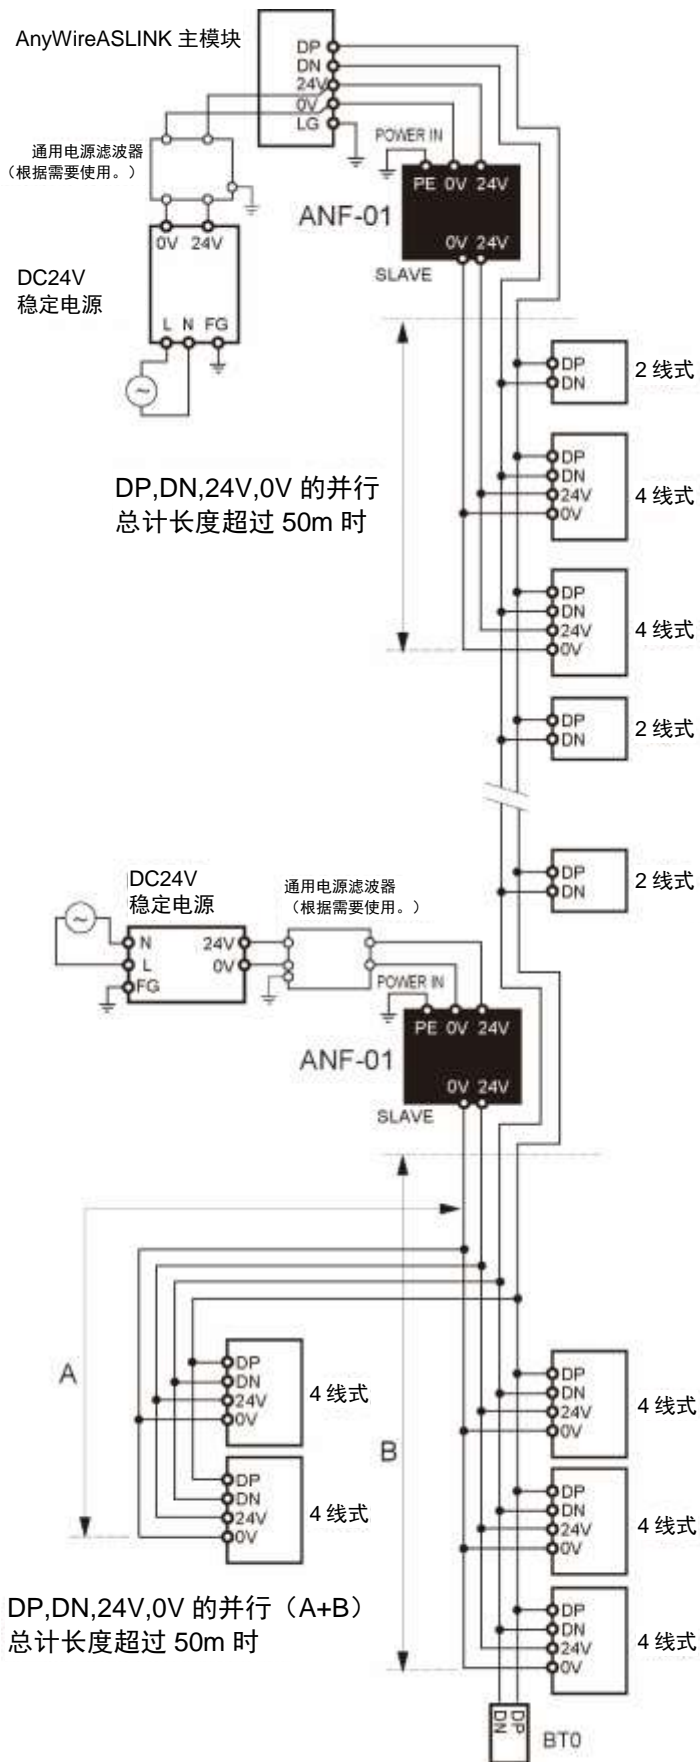 AnyWireASLINK 主模块
DP
DN
24V
0V
LG
通用电源滤波器
（根据需要使用。）
POWER IN
PE 0V 24V
ANF-01
0V 24V
SLAVE
0V 24V
DC24V
稳定电源
L N FG
DP
DN
2 线式
DP
DN
24V
0V
4 线式
DP,DN,24V,0V 的并行
总计长度超过 50m 时
DP
DN
24V
0V
4 线式
DP
DN
2 线式
DP
DN
2 线式
DC24V
稳定电源
通用电源滤波器
（根据需要使用。）
N
L
FG
24V
0V
POWER IN
PE 0V 24V
ANF-01
0V 24V
SLAVE
A
DP
DN
24V
0V
4 线式
DP
DN
24V
0V
4 线式
B
DP
DN
24V
0V
4 线式
DP
DN
24V
0V
4 线式
DP
DN
24V
0V
4 线式
DP,DN,24V,0V 的并行（A+B）
总计长度超过 50m 时
DN
DP
BT0